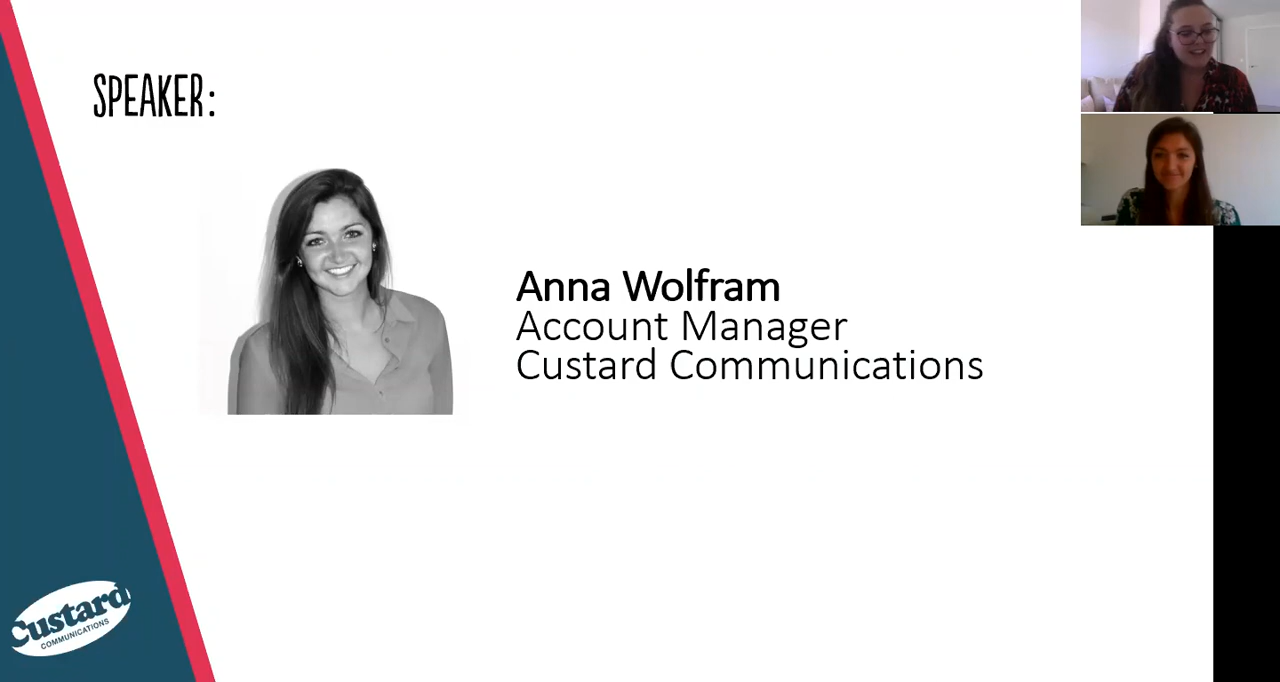 SPEAKER:
Anna Wolfram
Account Manager
Custard Communications
Custard
COMMUNICATIONS